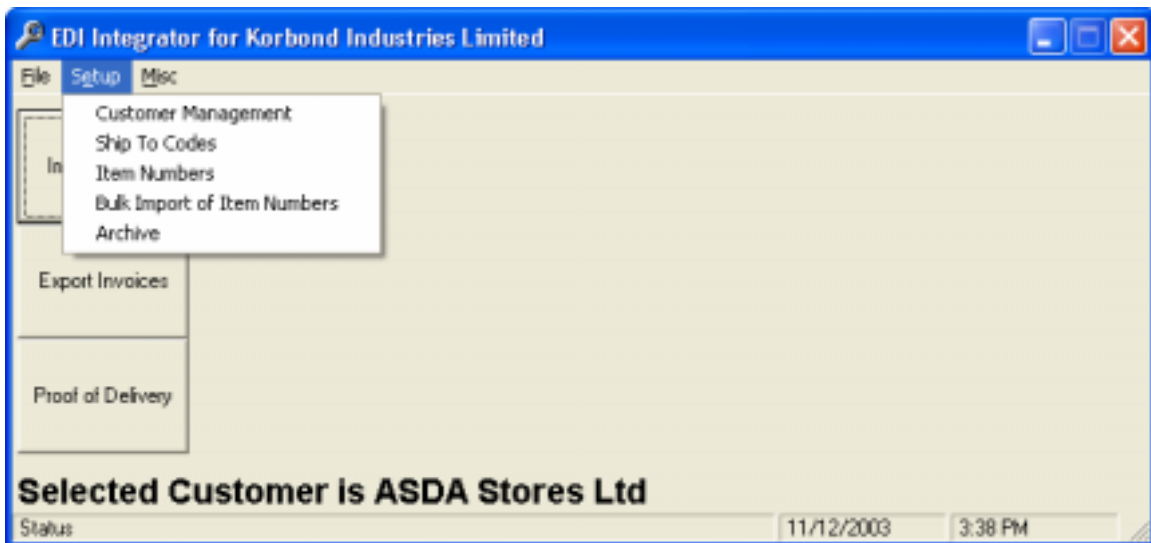 EDI Integrator for Korbond Industries Limited
File Setup Misc
Customer Management
Ship To Codes
Item Numbers
Bulk Import of Item Numbers
Archive
In
Export Invoices
Proof of Delivery
Selected Customer is ASDA Stores Ltd
Status 11/12/2003 3:38 PM